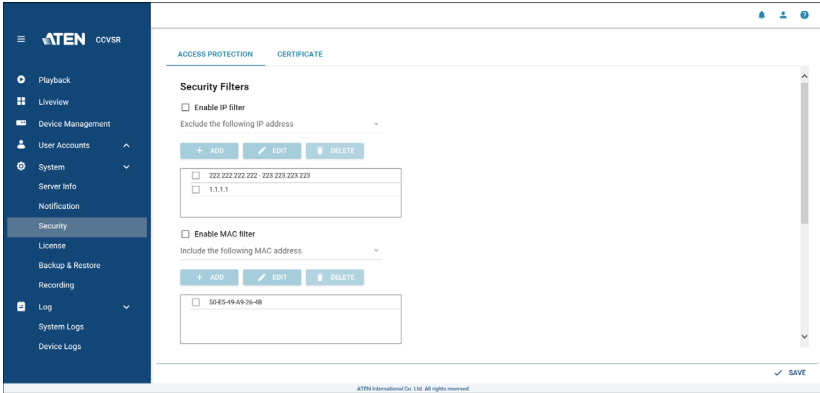 ATEN CCVSR
Playback
Liveview
Device Management
User Accounts
System
Server Info
Notification
Security
License
Backup & Restore
Recording
Log
System Logs
Device Logs
ACCESS PROTECTION CERTIFICATE
Security Filters
Enable IP filter
Exclude the following IP address
+ ADD EDIT DELETE
222.222.222.222 - 223.223.223.223
1.1.1.1
Enable MAC filter
Include the following MAC address
+ ADD EDIT DELETE
50-E5-49-A9-26-4B
SAVE
ATEN International Co. Ltd. All rights reserved.